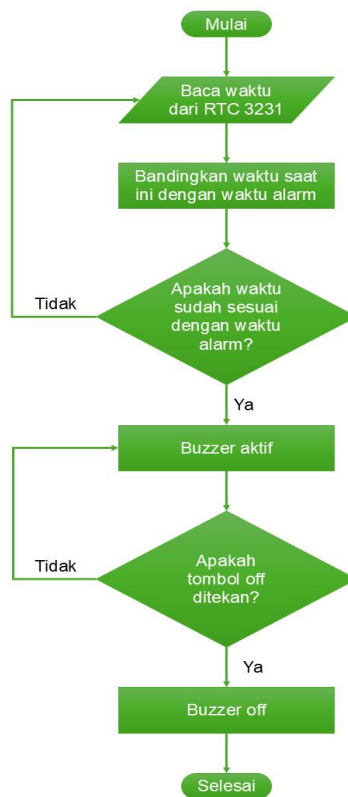 Mulai
Baca waktu
dari RTC 3231
Bandingkan waktu saat
ini dengan waktu alarm
Apakah waktu
sudah sesuai
dengan waktu
alarm?
Tidak
Ya
Buzzer aktif
Apakah
tombol off
ditekan?
Tidak
Ya
Buzzer off
Selesai